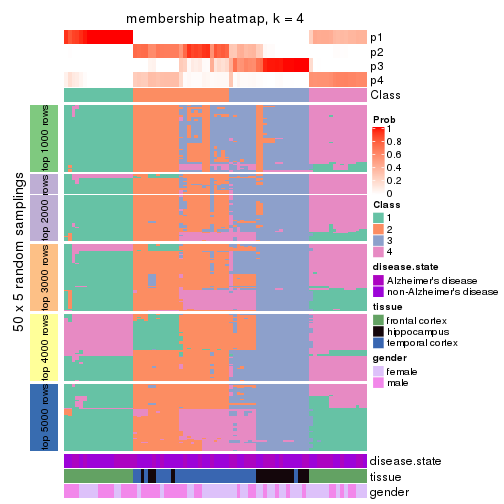 membership heatmap, k = 4
p1
p2
p3
p4
Class
50 x 5 random samplings
top 1000 rows
top 2000 rows
top 3000 rows
top 4000 rows
top 5000 rows
disease.state
tissue
gender
Prob
1
0.8
0.6
0.4
0.2
0
Class
1
2
3
4
disease.state
Alzheimer's disease
non-Alzheimer's disease
tissue
frontal cortex
hippocampus
temporal cortex
gender
female
male